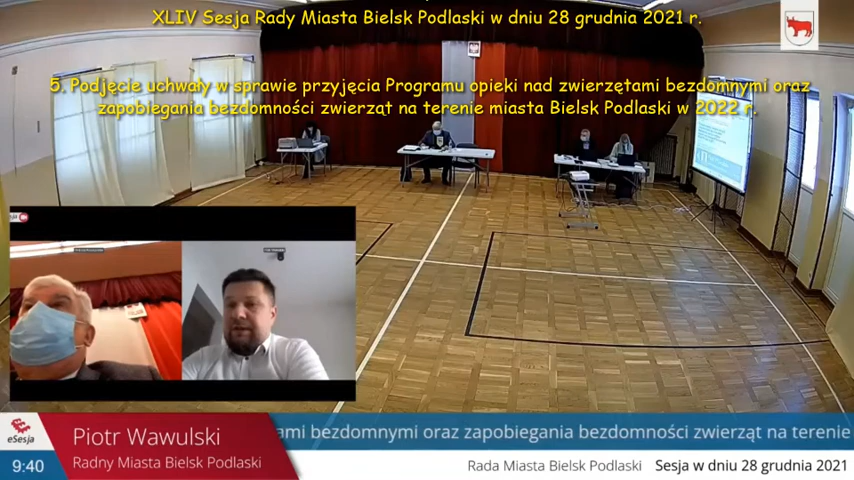 XLIV Sesja Rady Miasta Bielsk Podlaski w dniu 28 grudnia 2021 r.
5. Podjęcie uchwały w sprawie przyjęcia Programu opieki nad zwierzętami bezdomnymi oraz
zapobiegania bezdomności zwierząt na terenie miasta Bielsk Podlaski w 2022 r.
eSesja
Piotr Wawulski
Radny Miasta Bielsk Podlaski
ami bezdomnymi oraz zapobiegania bezdomności zwierząt na terenie
9:40
Rada Miasta Bielsk Podlaski
Sesja w dniu 28 grudnia 2021